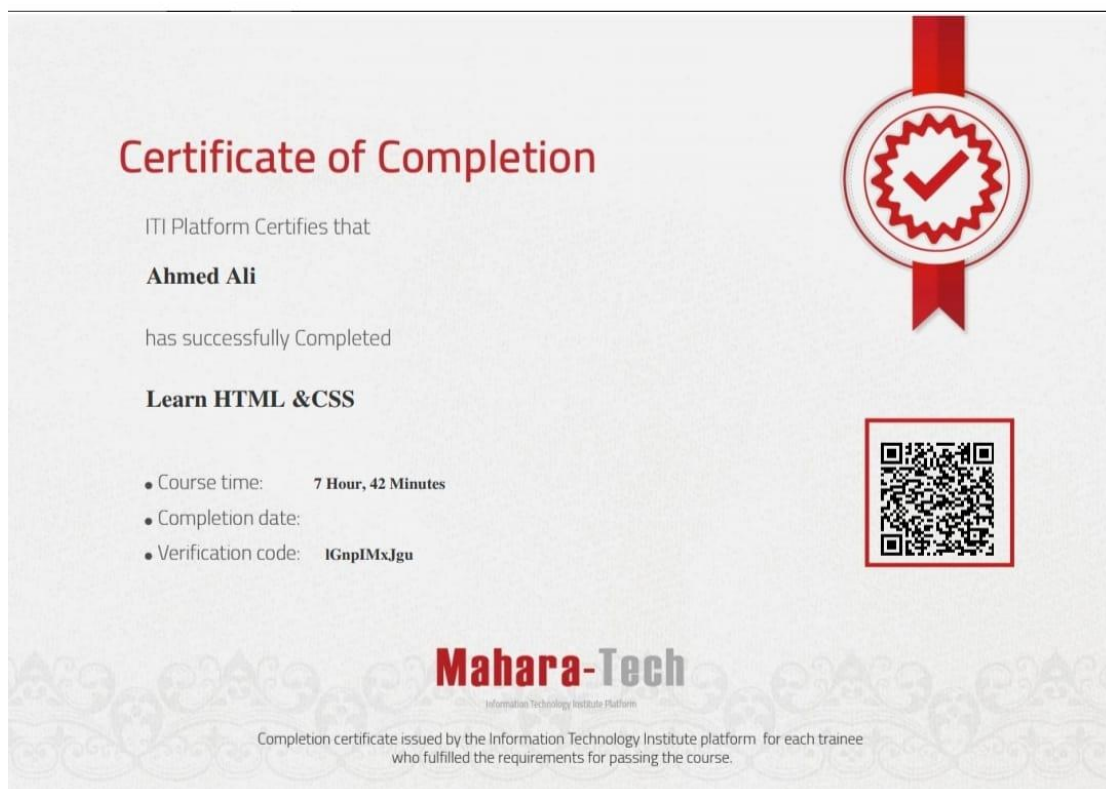 Certificate of Completion
ITI Platform Certifies that
Ahmed Ali
has successfully Completed
Learn HTML &CSS
• Course time: 7 Hour, 42 Minutes
• Completion date:
• Verification code: lGnpIMxJgu
Mahara-Tech
Information Technology Institute Platform
Completion certificate issued by the Information Technology Institute platform for each trainee
who fulfilled the requirements for passing the course.